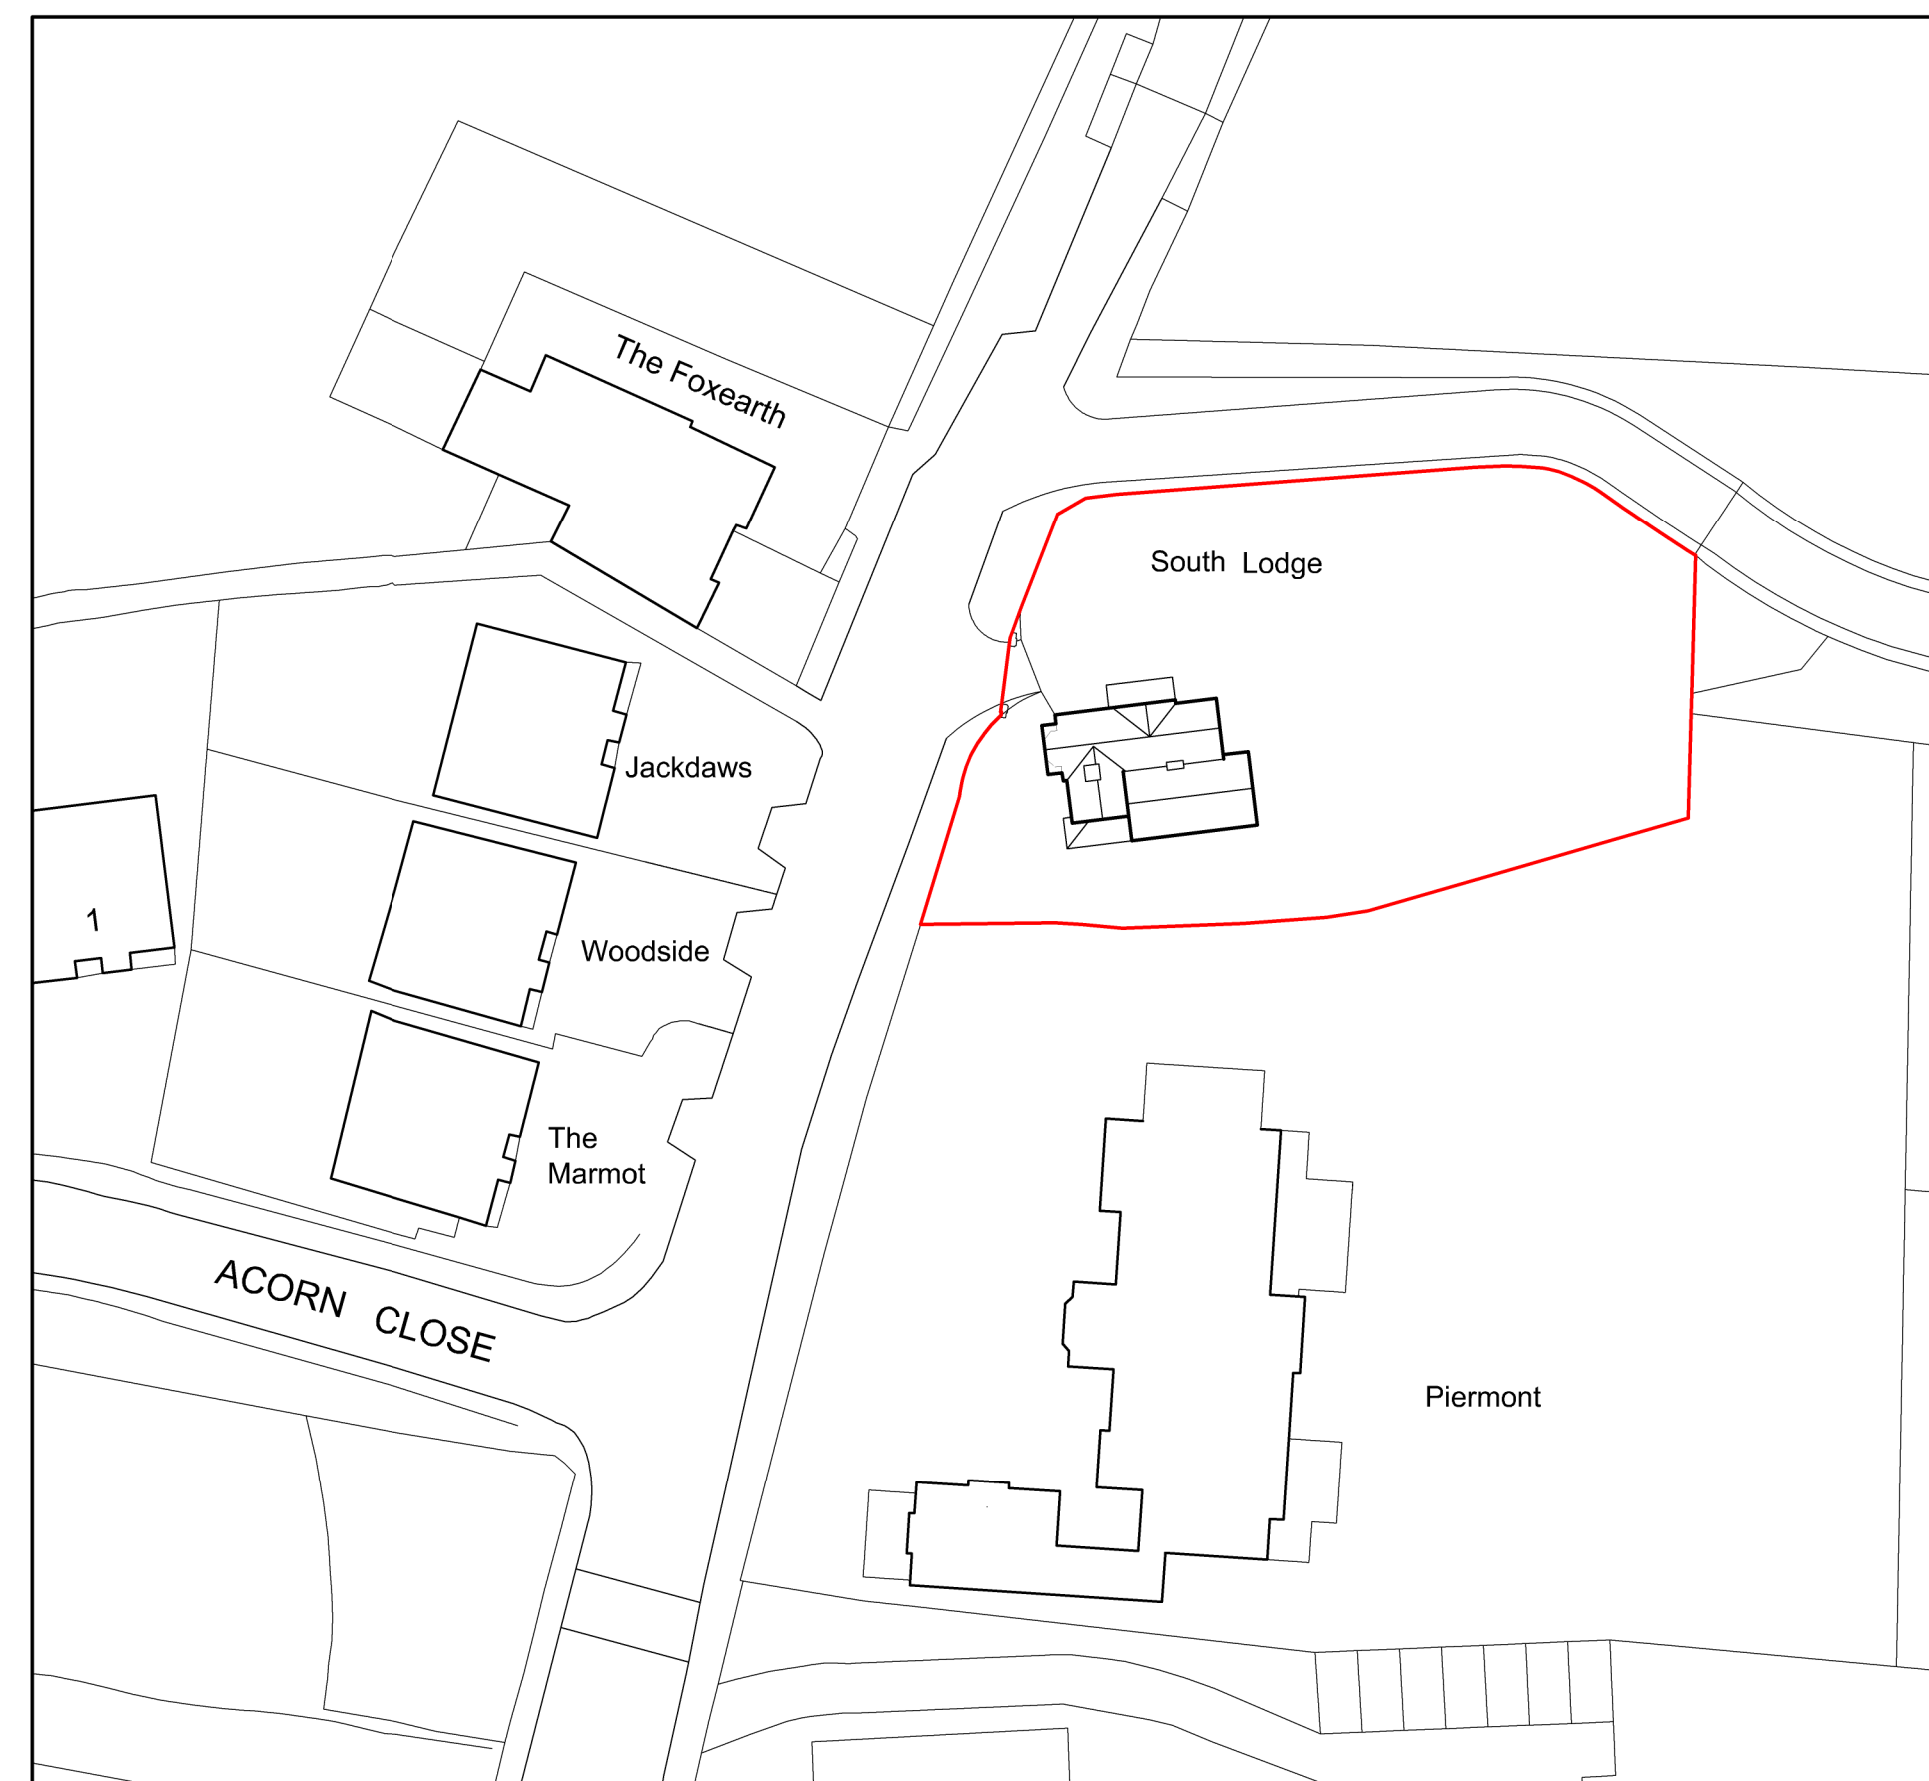 The Foxearth
South Lodge
Jackdaws
1
Woodside
The
Marmot
ACORN CLOSE
Piermont